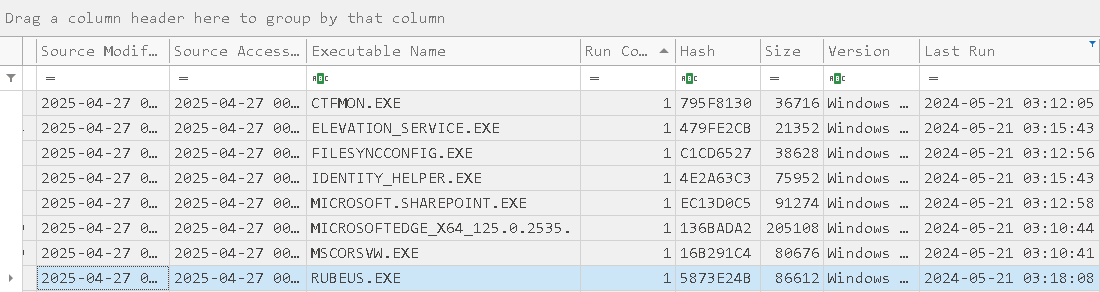 Drag a column header here to group by that column
Source Modif… Source Access… Executable Name Run Co… Hash Size Version Last Run
= = ABC = ABC = ABC =
2025-04-27 0… 2025-04-27 00… CTFMON.EXE 1 795F8130 36716 Windows … 2024-05-21 03:12:05
2025-04-27 0… 2025-04-27 00… ELEVATION_SERVICE.EXE 1 479FE2CB 21352 Windows … 2024-05-21 03:15:43
2025-04-27 0… 2025-04-27 00… FILESYNCCONFIG.EXE 1 C1CD6527 38628 Windows … 2024-05-21 03:12:56
2025-04-27 0… 2025-04-27 00… IDENTITY_HELPER.EXE 1 4E2A63C3 75952 Windows … 2024-05-21 03:15:43
2025-04-27 0… 2025-04-27 00… MICROSOFT.SHAREPOINT.EXE 1 EC13D0C5 91274 Windows … 2024-05-21 03:12:58
2025-04-27 0… 2025-04-27 00… MICROSOFTEDGE_X64_125.0.2535. 1 136BADA2 205108 Windows … 2024-05-21 03:10:44
2025-04-27 0… 2025-04-27 00… MSCORSVW.EXE 1 16B291C4 80676 Windows … 2024-05-21 03:10:41
2025-04-27 0… 2025-04-27 00… RUBEUS.EXE 1 5873E24B 86612 Windows … 2024-05-21 03:18:08